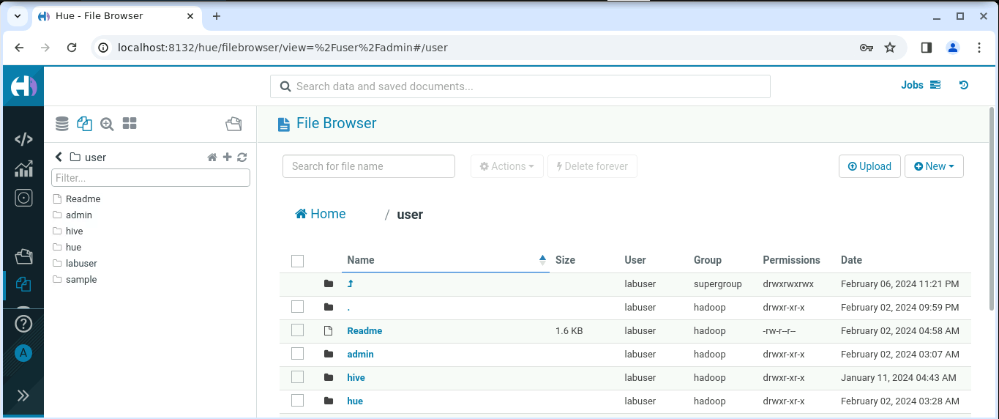 Hue - File Browser
localhost:8132/hue/filebrowser/view=%2Fuser%2Fadmin#/user
Search data and saved documents...
Jobs
File Browser
user
Filter...
Readme
admin
hive
hue
labuser
sample
Search for file name
Actions
Delete forever
Upload
New
Home / user
Name Size User Group Permissions Date
labuser supergroup drwxrwxrwx February 06, 2024 11:21 PM
. labuser hadoop drwxr-xr-x February 02, 2024 09:59 PM
Readme 1.6 KB labuser hadoop -rw-r--r-- February 02, 2024 04:58 AM
admin labuser hadoop drwxr-xr-x February 02, 2024 03:07 AM
hive labuser hadoop drwxr-xr-x January 11, 2024 04:43 AM
hue labuser hadoop drwxr-xr-x February 02, 2024 03:28 AM
A